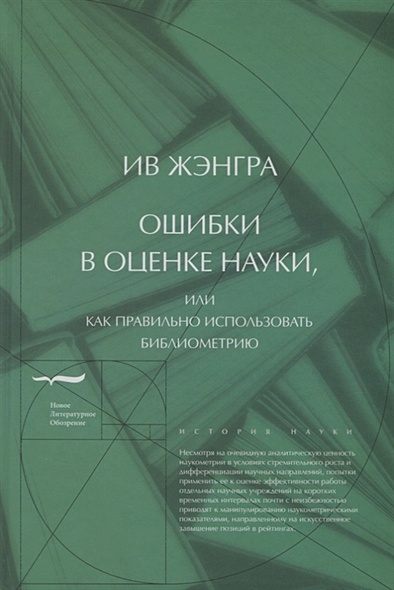 ИВ ЖЭНГРА
ОШИБКИ
В ОЦЕНКЕ НАУКИ,
ИЛИ
КАК ПРАВИЛЬНО ИСПОЛЬЗОВАТЬ
БИБЛИОМЕТРИЮ
Новое
Литературное
Обозрение
ИСТОРИЯ НАУКИ
Несмотря на очевидную аналитическую ценность
наукометрии в условиях стремительного роста и
дифференциации научных направлений, попытки
применить ее к оценке эффективности работы
отдельных научных учреждений на коротких
временных интервалах почти с неизбежностью
приводят к манипулированию наукометрическими
показателями, направленному на искусственное
завышение позиций в рейтингах.